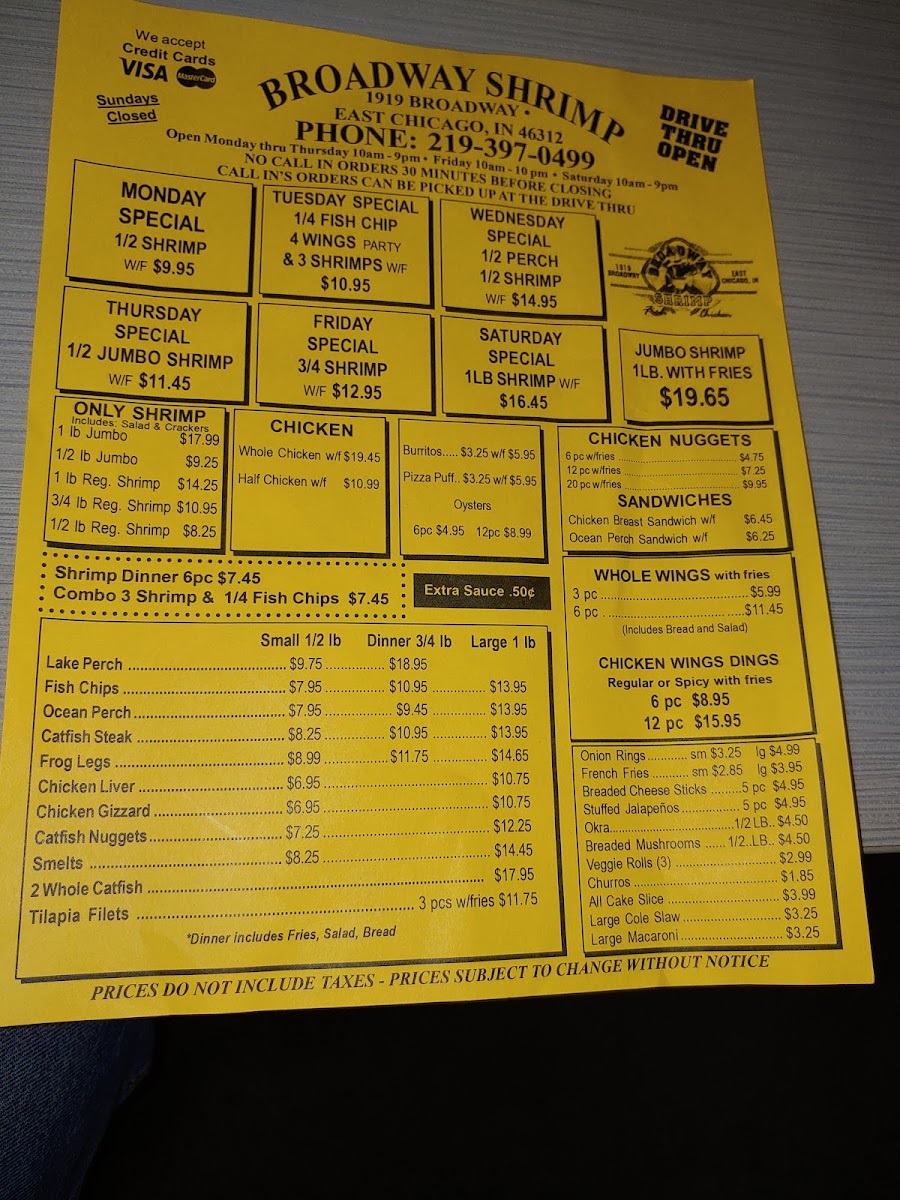 We accept
Credit Cards
VISA MasterCard
Sundays
Closed
BROADWAY SHRIMP
1919 BROADWAY •
EAST CHICAGO, IN 46312
PHONE: 219-397-0499
Open Monday thru Thursday 10am - 9pm • Friday 10am - 10 pm • Saturday 10am - 9pm
NO CALL IN ORDERS 30 MINUTES BEFORE CLOSING
CALL IN'S ORDERS CAN BE PICKED UP AT THE DRIVE THRU
DRIVE
THRU
OPEN
MONDAY
SPECIAL
1/2 SHRIMP
W/F $9.95
TUESDAY SPECIAL
1/4 FISH CHIP
4 WINGS PARTY
& 3 SHRIMPS W/F
$10.95
WEDNESDAY
SPECIAL
1/2 PERCH
1/2 SHRIMP
W/F $14.95
BROADWAY
1919
BROADWAY
EAST
CHICAGO, IN
SHRIMP
Fresh Chicken
THURSDAY
SPECIAL
1/2 JUMBO SHRIMP
W/F $11.45
FRIDAY
SPECIAL
3/4 SHRIMP
W/F $12.95
SATURDAY
SPECIAL
1LB SHRIMP W/F
$16.45
JUMBO SHRIMP
1LB. WITH FRIES
$19.65
ONLY SHRIMP
Includes: Salad & Crackers
1 lb Jumbo $17.99
1/2 lb Jumbo $9.25
1 lb Reg. Shrimp $14.25
3/4 lb Reg. Shrimp $10.95
1/2 lb Reg. Shrimp $8.25
CHICKEN
Whole Chicken w/f $19.45
Half Chicken w/f $10.99
Burritos..... $3.25 w/f $5.95
Pizza Puff.. $3.25 w/f $5.95
Oysters
6pc $4.95 12pc $8.99
CHICKEN NUGGETS
6 pc w/fries ........ $4.75
12 pc w/fries ........ $7.25
20 pc w/fries ........ $9.95
SANDWICHES
Chicken Breast Sandwich w/f $6.45
Ocean Perch Sandwich w/f $6.25
Shrimp Dinner 6pc $7.45
Combo 3 Shrimp & 1/4 Fish Chips $7.45
Extra Sauce .50¢
WHOLE WINGS with fries
3 pc ........ $5.99
6 pc ........ $11.45
(Includes Bread and Salad)
CHICKEN WINGS DINGS
Regular or Spicy with fries
6 pc $8.95
12 pc $15.95
Small 1/2 lb Dinner 3/4 lb Large 1 lb
Lake Perch ........ $9.75 ........ $18.95
Fish Chips ........ $7.95 ........ $10.95 ........ $13.95
Ocean Perch ........ $7.95 ........ $9.45 ........ $13.95
Catfish Steak ........ $8.25 ........ $10.95 ........ $13.95
Frog Legs ........ $8.99 ........ $11.75 ........ $14.65
Chicken Liver ........ $6.95 ........ $10.75
Chicken Gizzard ........ $6.95 ........ $10.75
Catfish Nuggets ........ $7.25 ........ $12.25
Smelts ........ $8.25 ........ $14.45
2 Whole Catfish ........ $17.95
Tilapia Filets ........ 3 pcs w/fries $11.75
*Dinner includes Fries, Salad, Bread
Onion Rings ........ sm $3.25 lg $4.99
French Fries ........ sm $2.85 lg $3.95
Breaded Cheese Sticks ........ 5 pc $4.95
Stuffed Jalapeños ........ 5 pc $4.95
Okra ........ 1/2 LB.. $4.50
Breaded Mushrooms ...... 1/2..LB.. $4.50
Veggie Rolls (3) ........ $2.99
Churros ........ $1.85
All Cake Slice ........ $3.99
Large Cole Slaw ........ $3.25
Large Macaroni ........ $3.25
PRICES DO NOT INCLUDE TAXES - PRICES SUBJECT TO CHANGE WITHOUT NOTICE